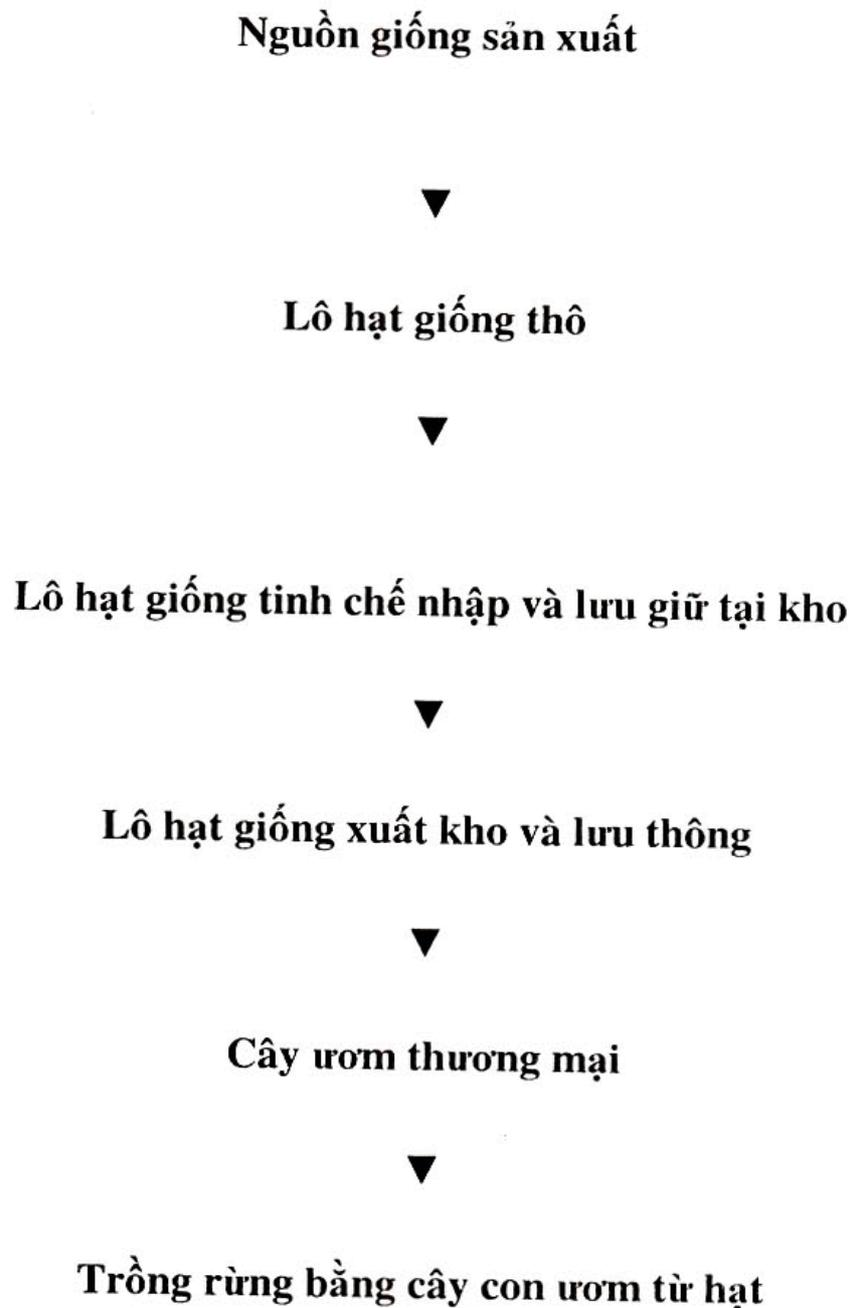 Nguồn giống sản xuất
▼
Lô hạt giống thô
▼
Lô hạt giống tinh chế nhập và lưu giữ tại kho
▼
Lô hạt giống xuất kho và lưu thông
▼
Cây ươm thương mại
▼
Trồng rừng bằng cây con ươm từ hạt